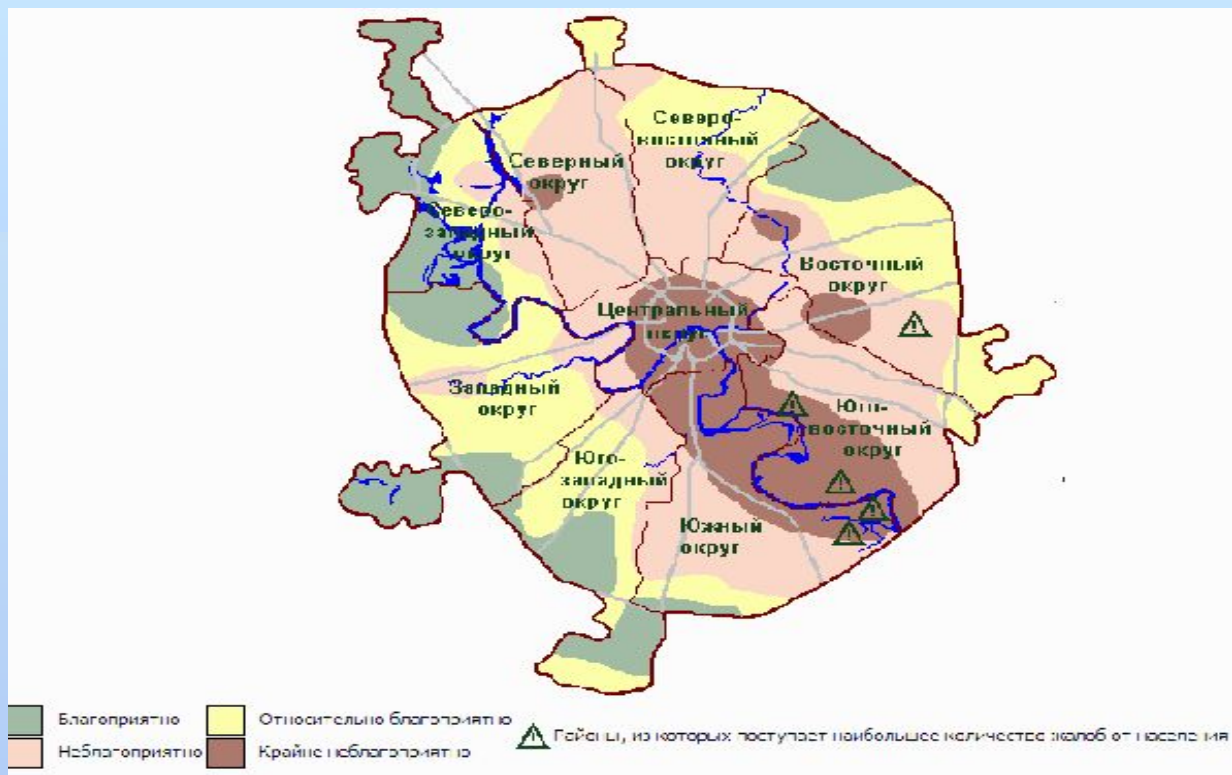 Северный
округ
Северо-
восточный
округ
Северо-
западный
округ
Восточный
округ
Центральный
округ
Западный
округ
Юго-
восточный
округ
Юго-
западный
округ
Южный
округ
Благоприятно
Относительно благоприятно
Неблагоприятно
Крайне неблагоприятно
Районы, из которых поступает наибольшее количество жалоб от населения